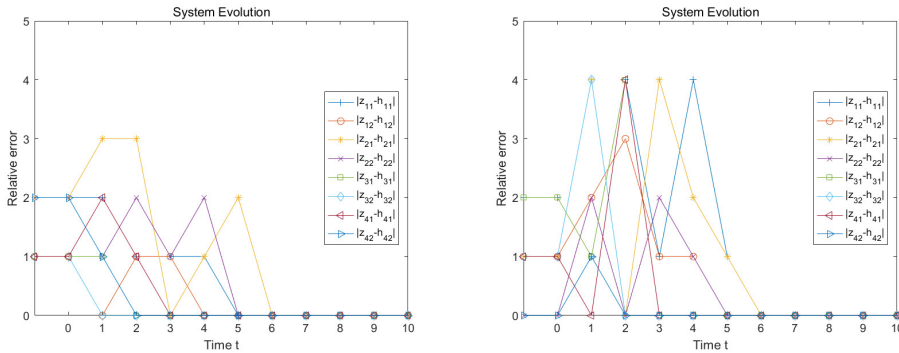 System Evolution
5
4
3
2
1
0
Relative error
0 1 2 3 4 5 6 7 8 9 10
Time t
|z11-h11|
|z12-h12|
|z21-h21|
|z22-h22|
|z31-h31|
|z32-h32|
|z41-h41|
|z42-h42|
System Evolution
5
4
3
2
1
0
Relative error
0 1 2 3 4 5 6 7 8 9 10
Time t
|z11-h11|
|z12-h12|
|z21-h21|
|z22-h22|
|z31-h31|
|z32-h32|
|z41-h41|
|z42-h42|